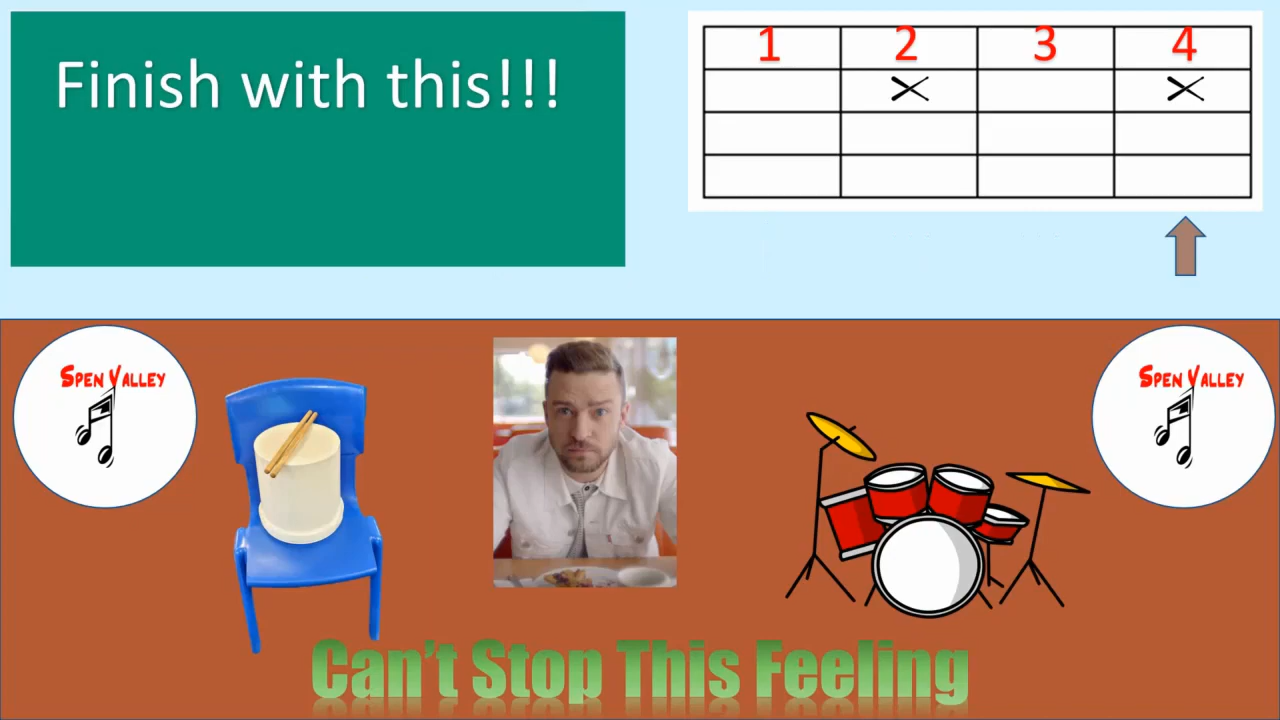 Finish with this!!!
1 2 3 4
SPEN VALLEY
SPEN VALLEY
Can't Stop This Feeling